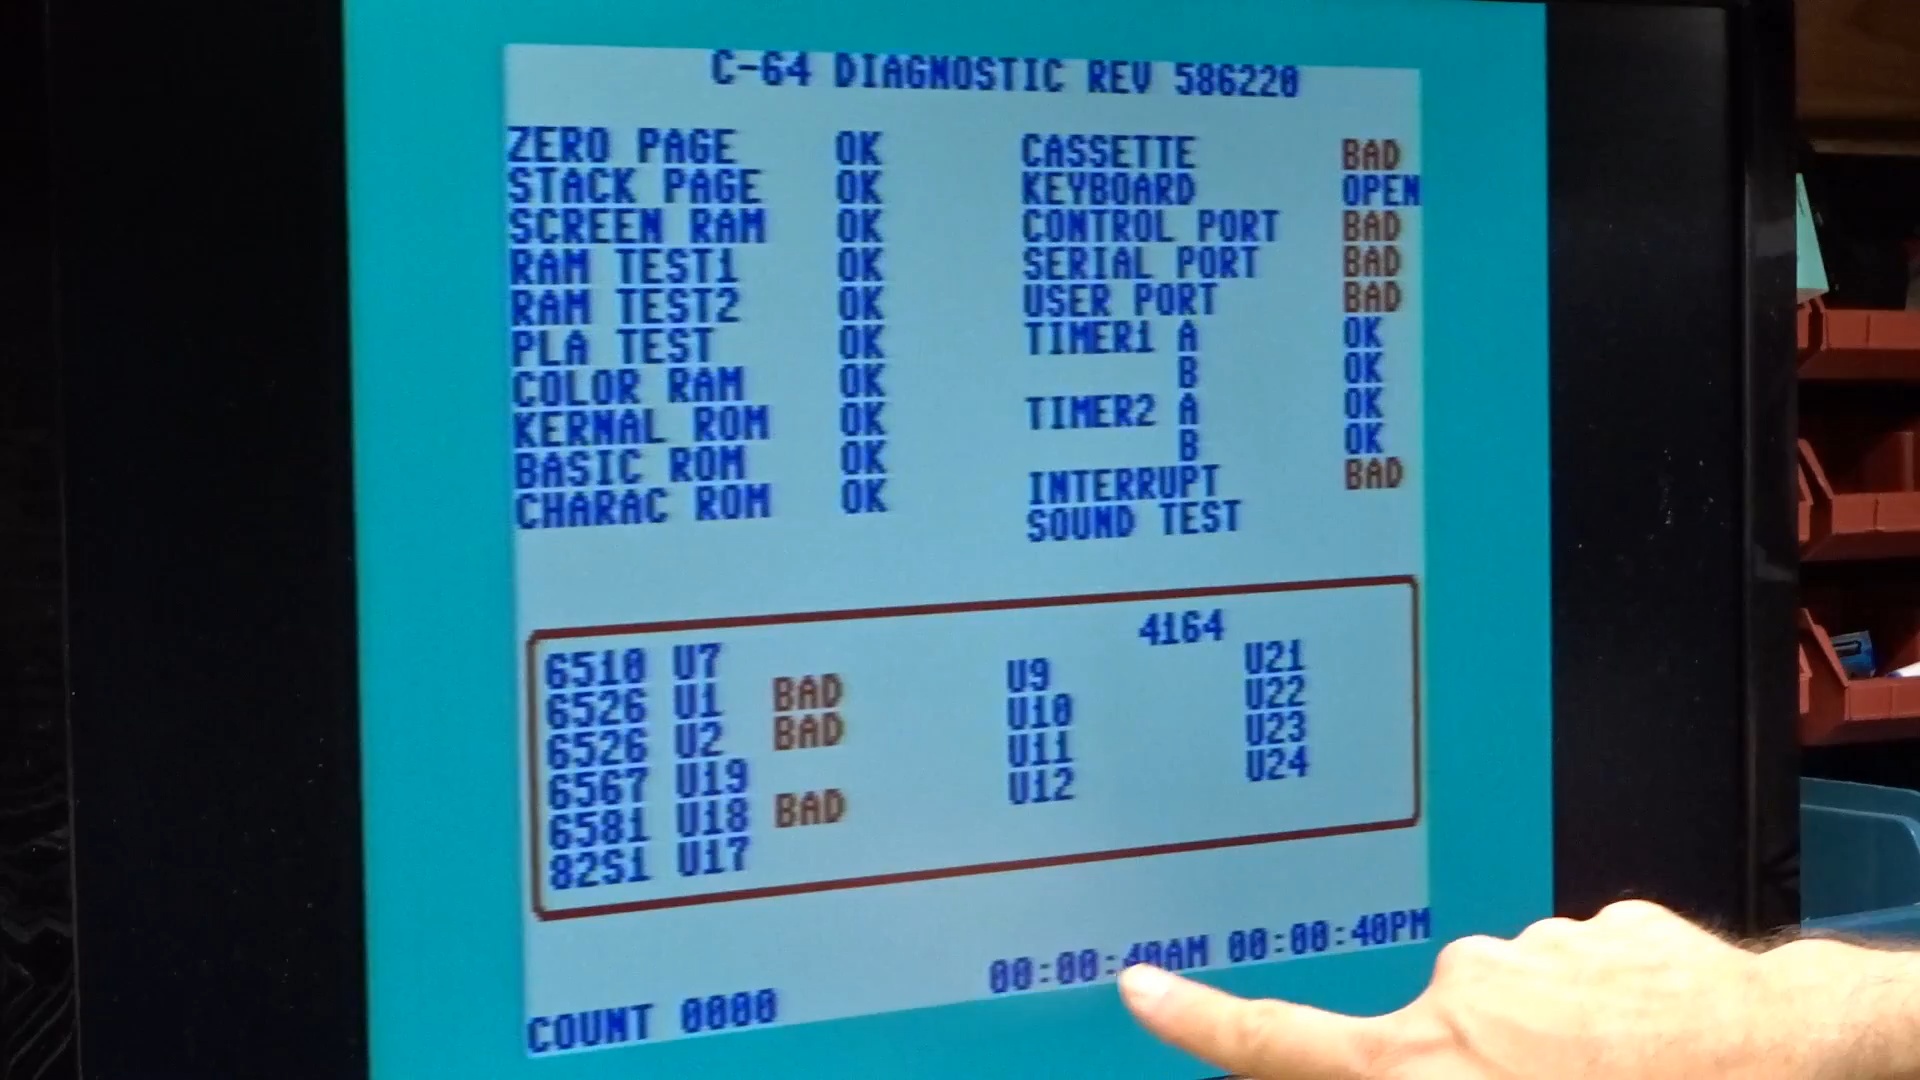 C-64 DIAGNOSTIC REV 586220
ZERO PAGE OK CASSETTE BAD
STACK PAGE OK KEYBOARD OPEN
SCREEN RAM OK CONTROL PORT BAD
RAM TEST1 OK SERIAL PORT BAD
RAM TEST2 OK USER PORT BAD
PLA TEST OK TIMER1 A OK
COLOR RAM OK B OK
KERNAL ROM OK TIMER2 A OK
BASIC ROM OK B OK
CHARAC ROM OK INTERRUPT BAD
SOUND TEST
4164
6510 U7 U9 U21
6526 U1 BAD U10 U22
6526 U2 BAD U11 U23
6567 U19 U12 U24
6581 U18 BAD
82S1 U17
00:00:40AM 00:00:40PM
COUNT 0000